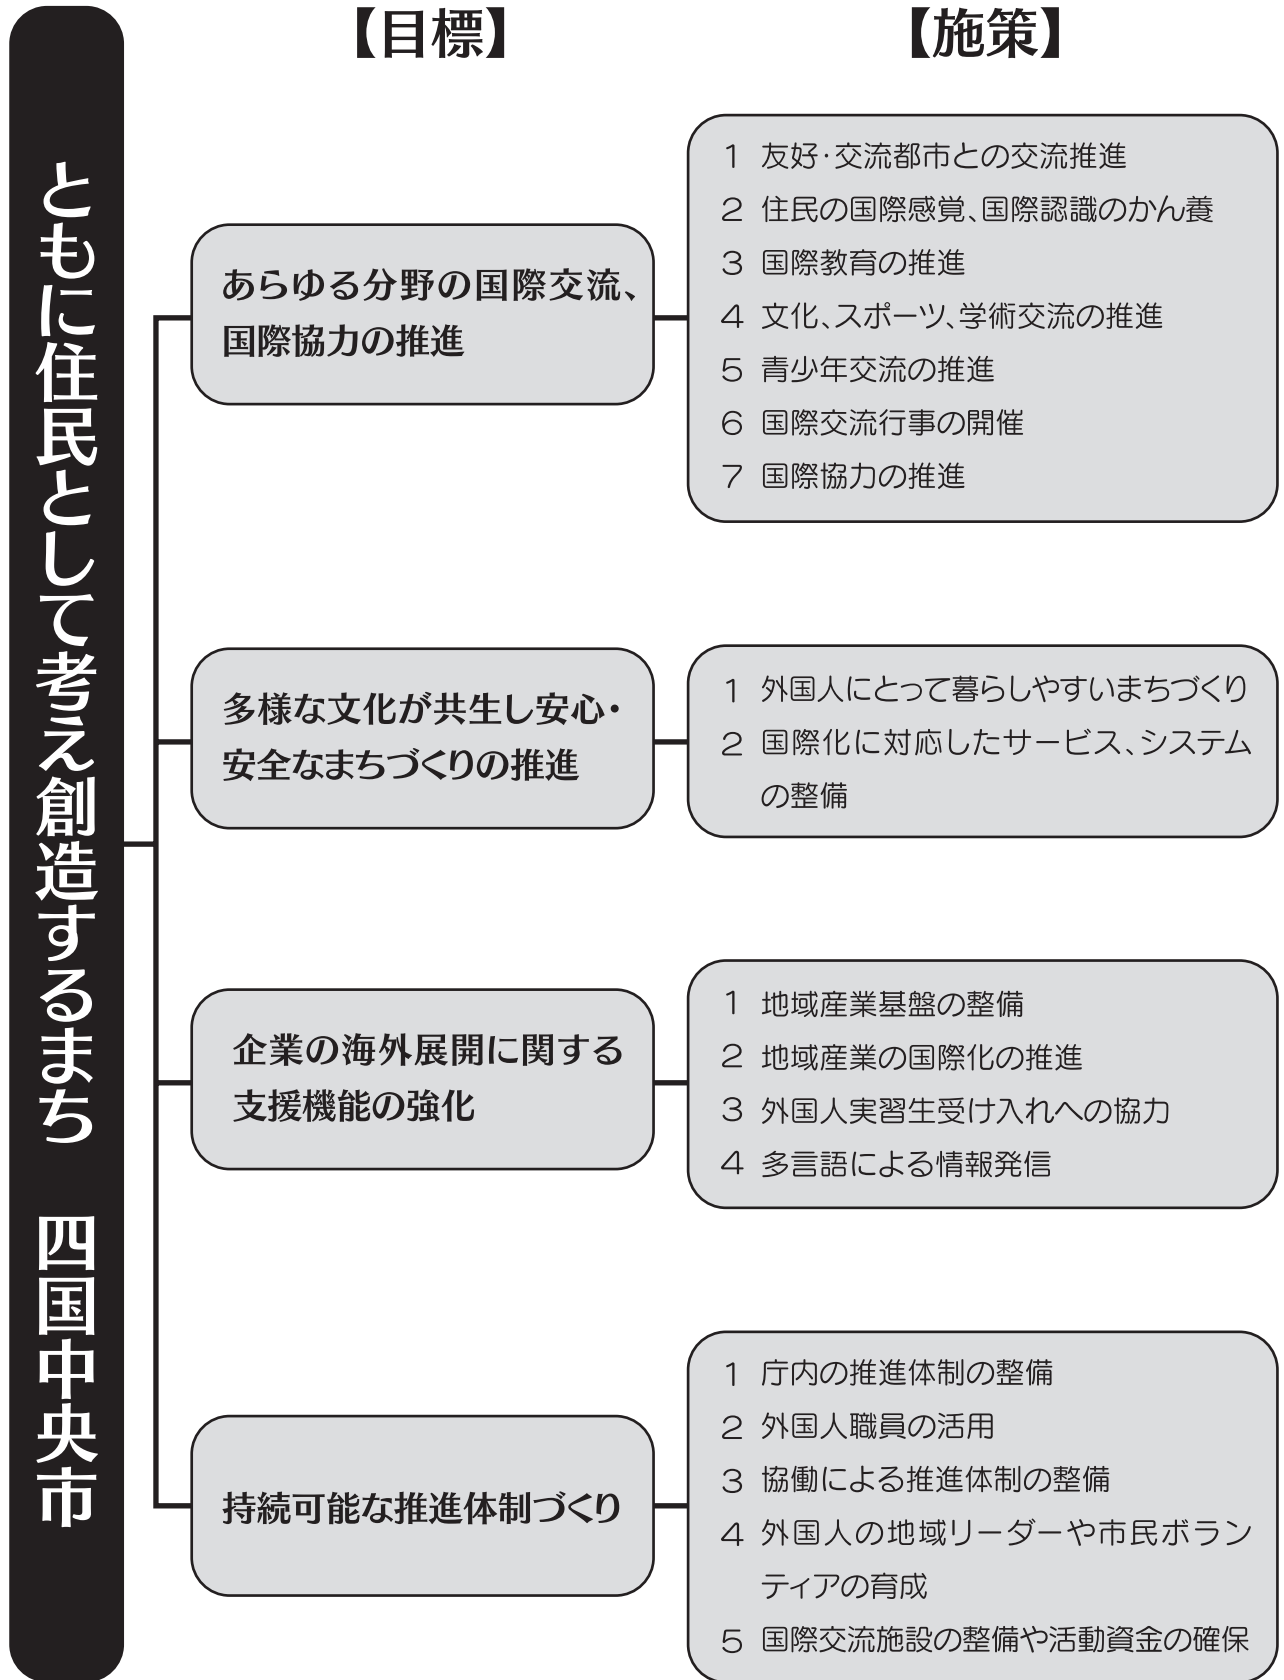 【目標】
【施策】
ともに住民として考え創造するまち　四国中央市
あらゆる分野の国際交流、
国際協力の推進
1 友好・交流都市との交流推進
2 住民の国際感覚、国際認識のかん養
3 国際教育の推進
4 文化、スポーツ、学術交流の推進
5 青少年交流の推進
6 国際交流行事の開催
7 国際協力の推進
多様な文化が共生し安心・
安全なまちづくりの推進
1 外国人にとって暮らしやすいまちづくり
2 国際化に対応したサービス、システム
の整備
企業の海外展開に関する
支援機能の強化
1 地域産業基盤の整備
2 地域産業の国際化の推進
3 外国人実習生受け入れへの協力
4 多言語による情報発信
持続可能な推進体制づくり
1 庁内の推進体制の整備
2 外国人職員の活用
3 協働による推進体制の整備
4 外国人の地域リーダーや市民ボラン
ティアの育成
5 国際交流施設の整備や活動資金の確保